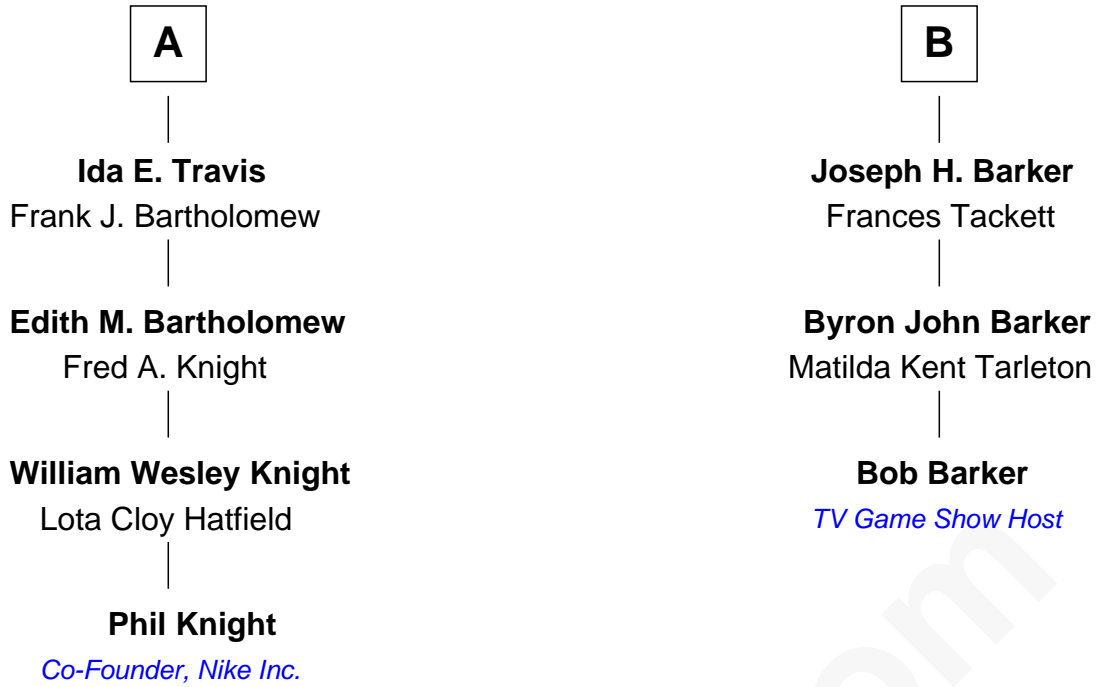 A
Ida E. Travis
Frank J. Bartholomew
Edith M. Bartholomew
Fred A. Knight
William Wesley Knight
Lota Cloy Hatfield
Phil Knight
Co-Founder, Nike Inc.
B
Joseph H. Barker
Frances Tackett
Byron John Barker
Matilda Kent Tarleton
Bob Barker
TV Game Show Host
om